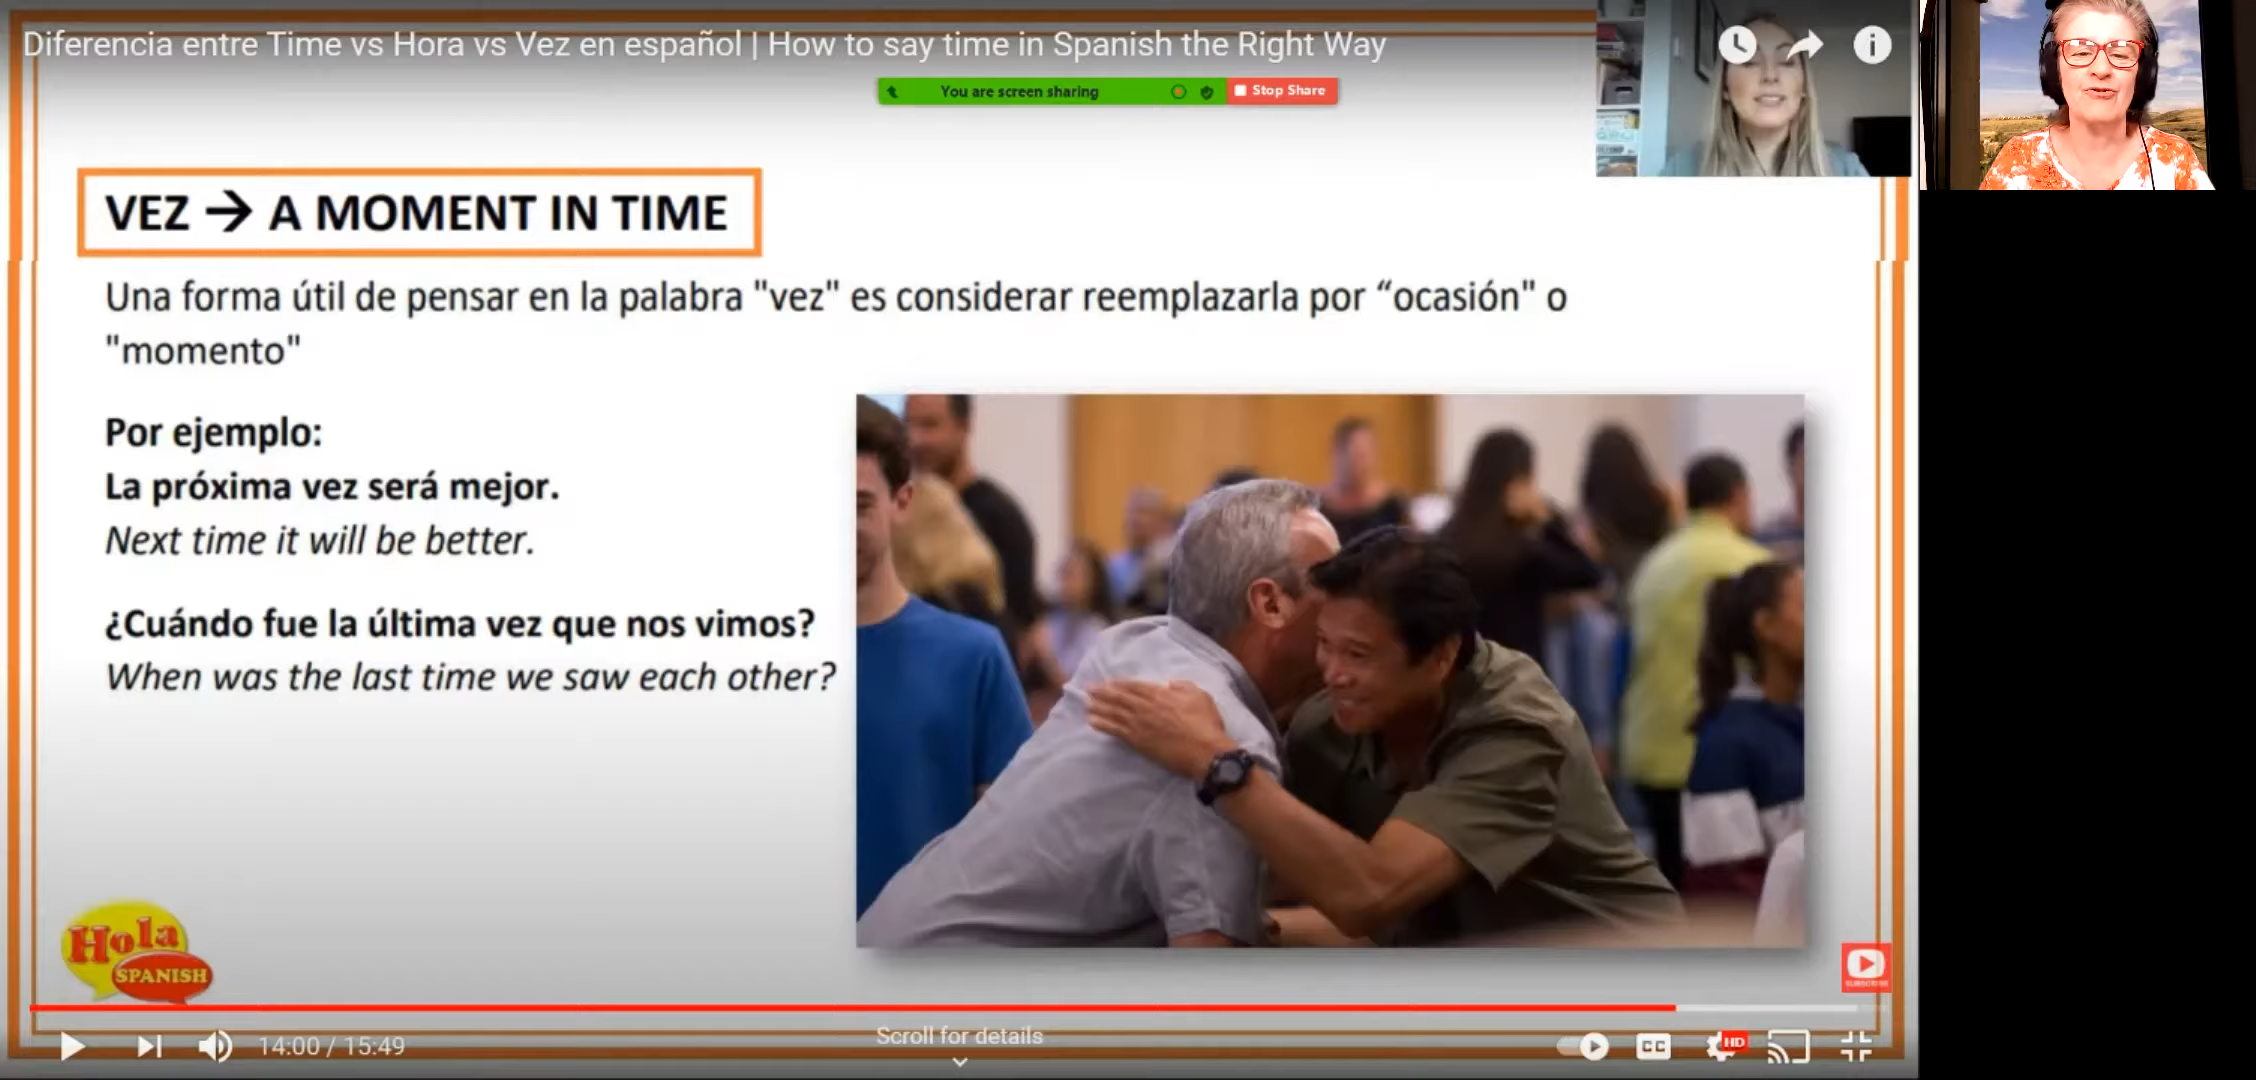 Diferencia entre Time vs Hora vs Vez en español | How to say time in Spanish the Right Way
You are screen sharing
Stop Share
VEZ → A MOMENT IN TIME
Una forma útil de pensar en la palabra "vez" es considerar reemplazarla por “ocasión" o
"momento"
Por ejemplo:
La próxima vez será mejor.
Next time it will be better.
¿Cuándo fue la última vez que nos vimos?
When was the last time we saw each other?
Hola
SPANISH
SUBSCRIBE
14:00 / 15:49
Scroll for details
CC
HD